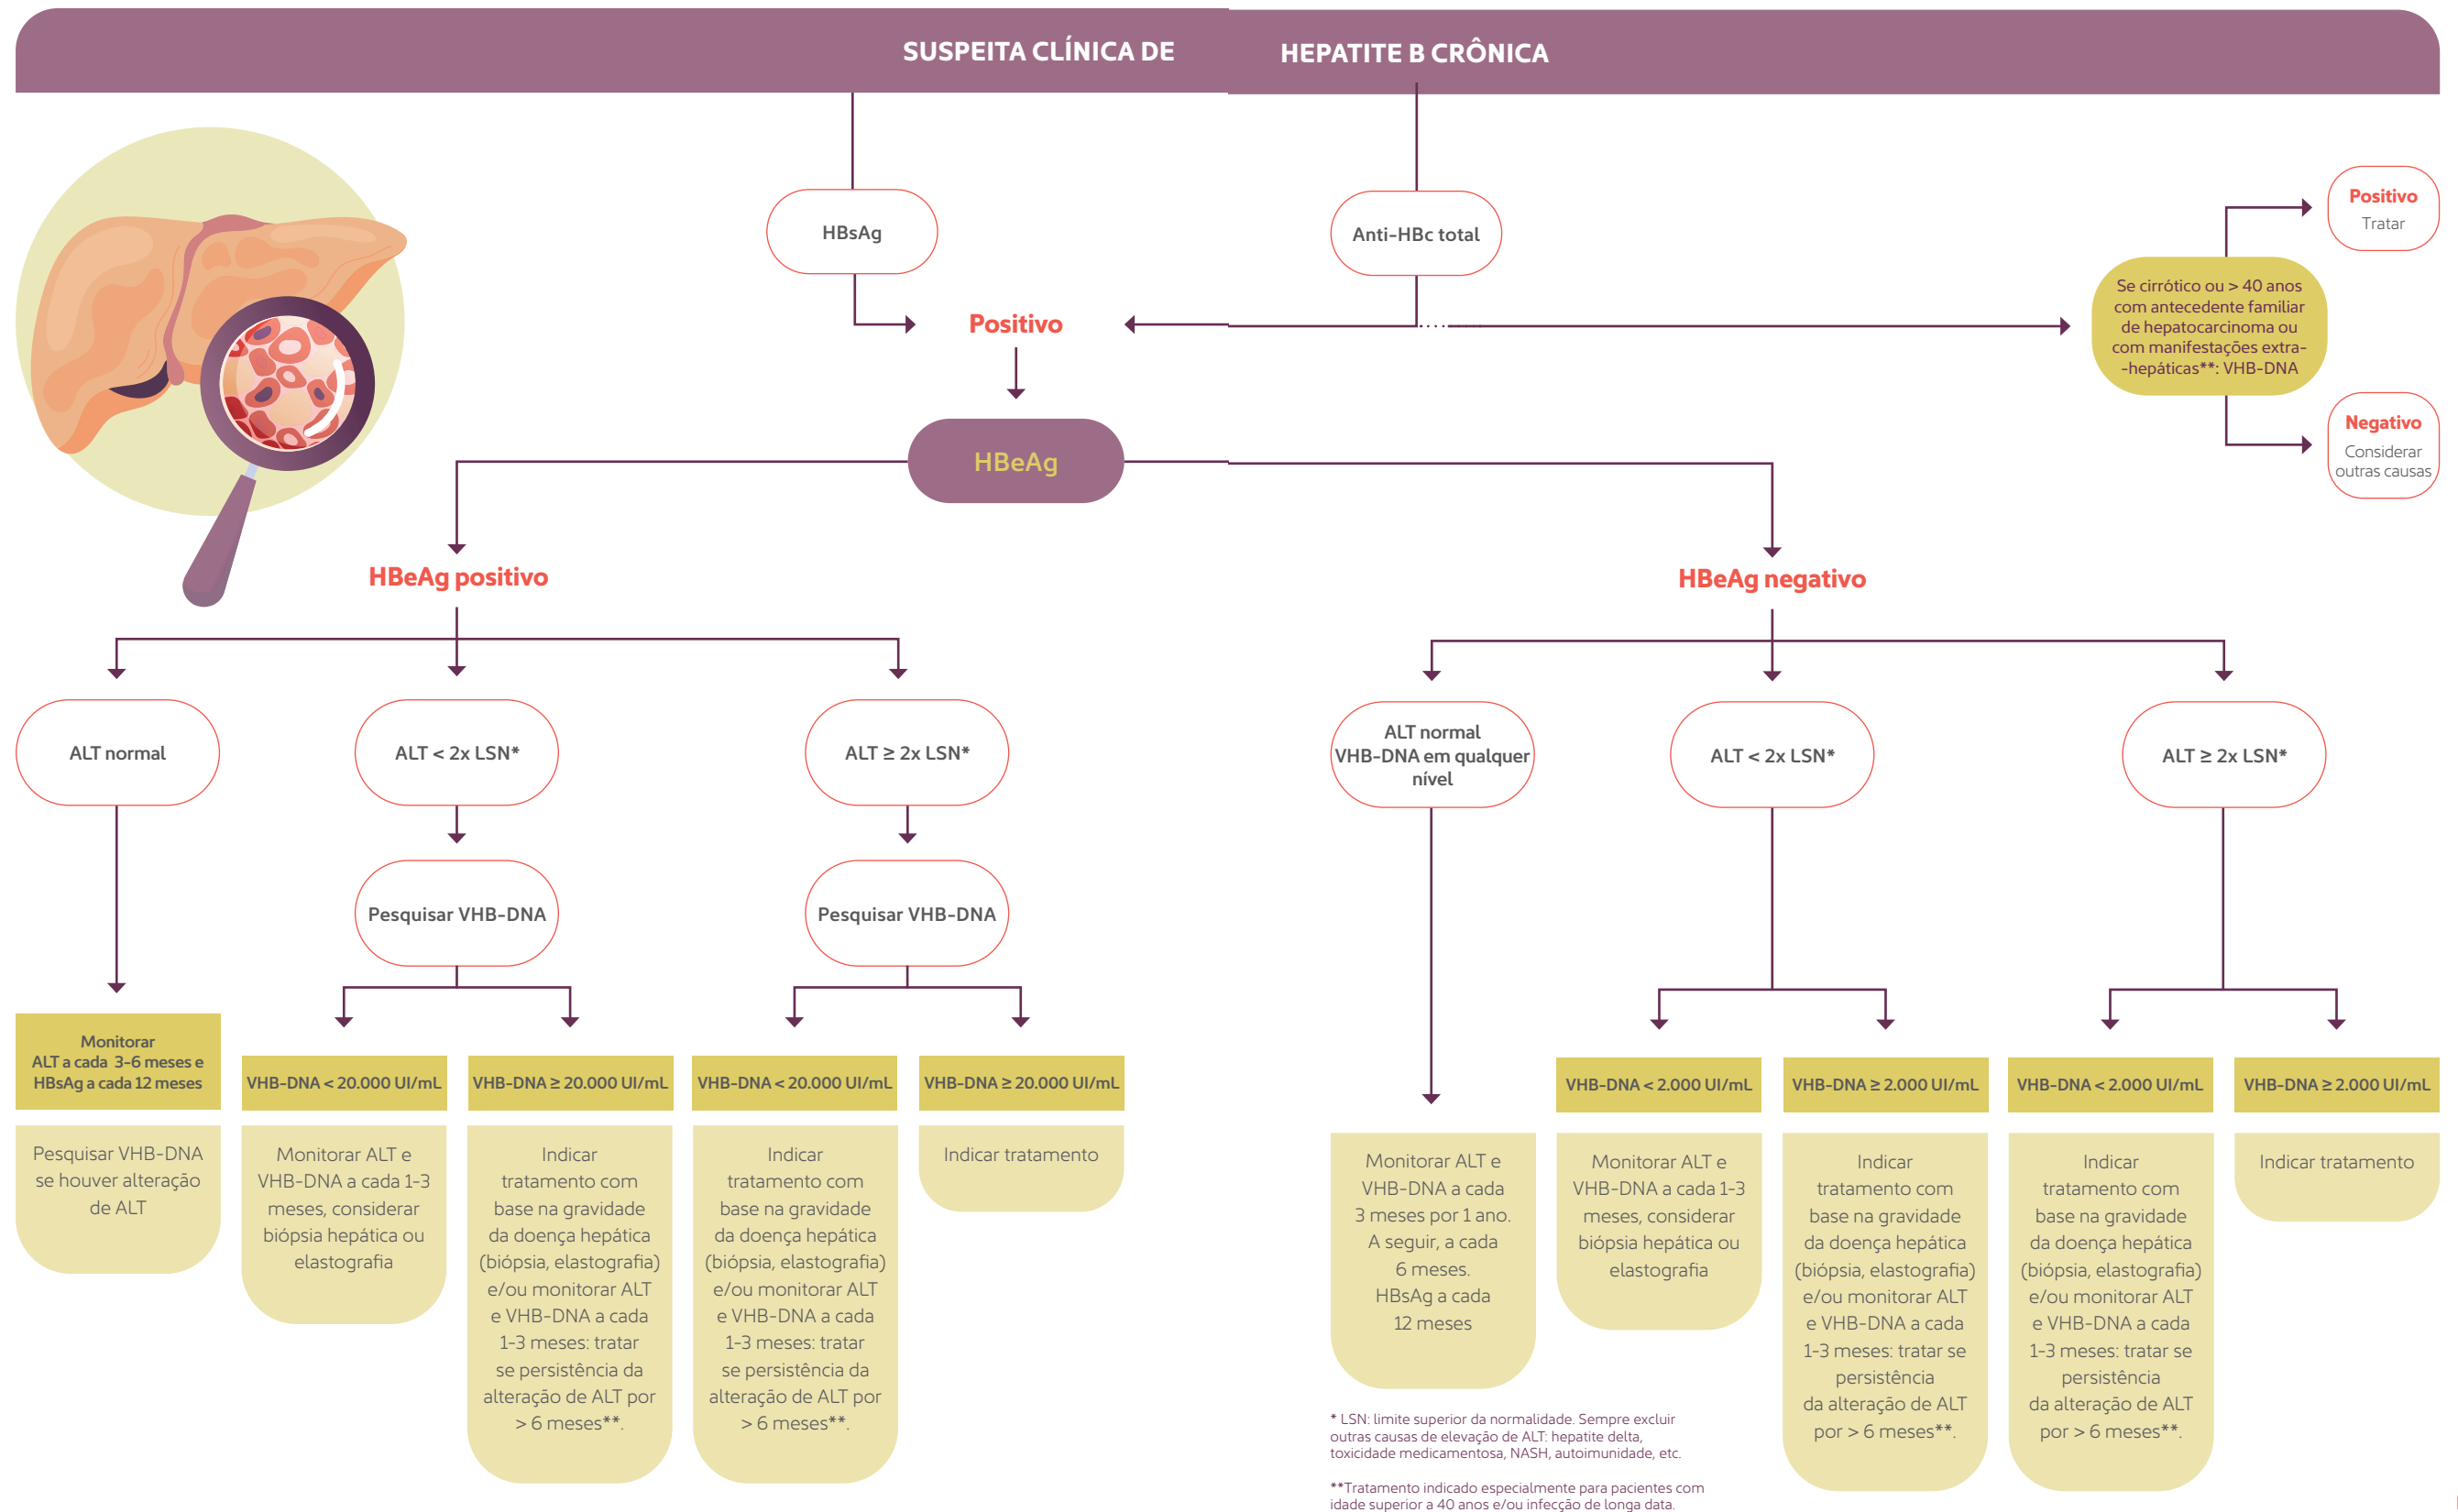 SUSPEITA CLÍNICA DE HEPATITE B CRÔNICA
HBsAg
Anti-HBc total
Positivo
Positivo
Tratar
Se cirrótico ou > 40 anos
com antecedente familiar
de hepatocarcinoma ou
com manifestações extra-
-hepáticas**: VHB-DNA
Negativo
Considerar
outras causas
HBeAg
HBeAg positivo
HBeAg negativo
ALT normal
ALT < 2x LSN*
ALT ≥ 2x LSN*
ALT normal
VHB-DNA em qualquer
nível
ALT < 2x LSN*
ALT ≥ 2x LSN*
Pesquisar VHB-DNA
Pesquisar VHB-DNA
Monitorar
ALT a cada 3-6 meses e
HBsAg a cada 12 meses
Pesquisar VHB-DNA
se houver alteração
de ALT
VHB-DNA < 20.000 UI/mL
Monitorar ALT e
VHB-DNA a cada 1-3
meses, considerar
biópsia hepática ou
elastografia
VHB-DNA ≥ 20.000 UI/mL
Indicar
tratamento com
base na gravidade
da doença hepática
(biópsia, elastografia)
e/ou monitorar ALT
e VHB-DNA a cada
1-3 meses: tratar
se persistência da
alteração de ALT por
> 6 meses**.
VHB-DNA < 20.000 UI/mL
Indicar
tratamento com
base na gravidade
da doença hepática
(biópsia, elastografia)
e/ou monitorar ALT
e VHB-DNA a cada
1-3 meses: tratar
se persistência da
alteração de ALT por
> 6 meses**.
VHB-DNA ≥ 20.000 UI/mL
Indicar tratamento
Monitorar ALT e
VHB-DNA a cada
3 meses por 1 ano.
A seguir, a cada
6 meses.
HBsAg a cada
12 meses
VHB-DNA < 2.000 UI/mL
Monitorar ALT e
VHB-DNA a cada 1-3
meses, considerar
biópsia hepática ou
elastografia
VHB-DNA ≥ 2.000 UI/mL
Indicar
tratamento com
base na gravidade
da doença hepática
(biópsia, elastografia)
e/ou monitorar ALT
e VHB-DNA a cada
1-3 meses: tratar se
persistência
da alteração de ALT
por > 6 meses**.
VHB-DNA < 2.000 UI/mL
Indicar
tratamento com
base na gravidade
da doença hepática
(biópsia, elastografia)
e/ou monitorar ALT
e VHB-DNA a cada
1-3 meses: tratar se
persistência
da alteração de ALT
por > 6 meses**.
VHB-DNA ≥ 2.000 UI/mL
Indicar tratamento
* LSN: limite superior da normalidade. Sempre excluir
outras causas de elevação de ALT: hepatite delta,
toxicidade medicamentosa, NASH, autoimunidade, etc.
**Tratamento indicado especialmente para pacientes com
idade superior a 40 anos e/ou infecção de longa data.